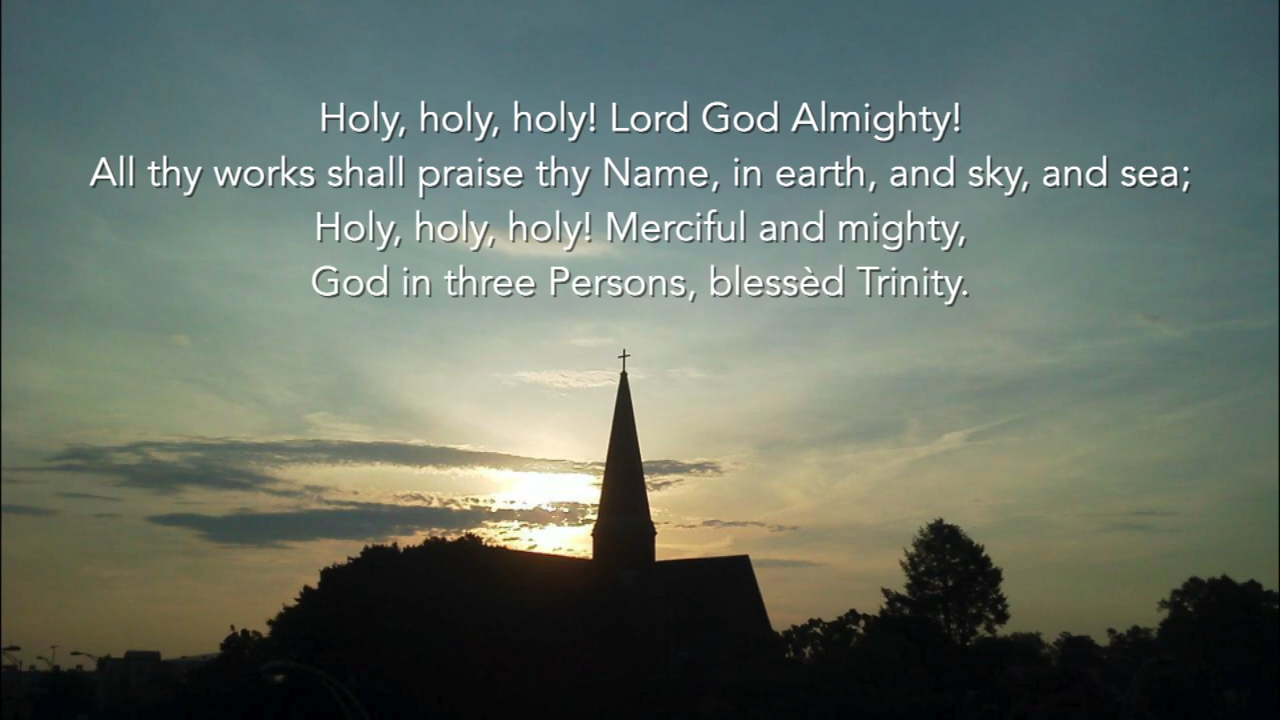 Holy, holy, holy! Lord God Almighty!
All thy works shall praise thy Name, in earth, and sky, and sea;
Holy, holy, holy! Merciful and mighty,
God in three Persons, blessèd Trinity.